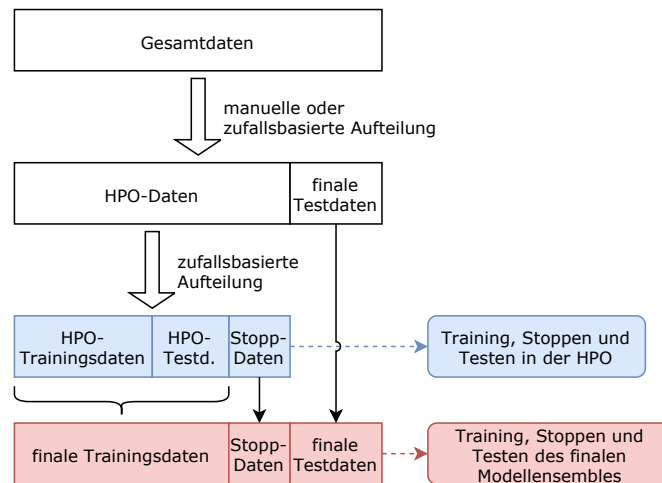 Gesamtdaten
manuelle oder
zufallsbasierte Aufteilung
HPO-Daten
finale
Testdaten
zufallsbasierte
Aufteilung
HPO-
Trainingsdaten
HPO-
Testd.
Stopp-
Daten
Training, Stoppen und
Testen in der HPO
finale Trainingsdaten
Stopp-
Daten
finale
Testdaten
Training, Stoppen und
Testen des finalen
Modellensembles